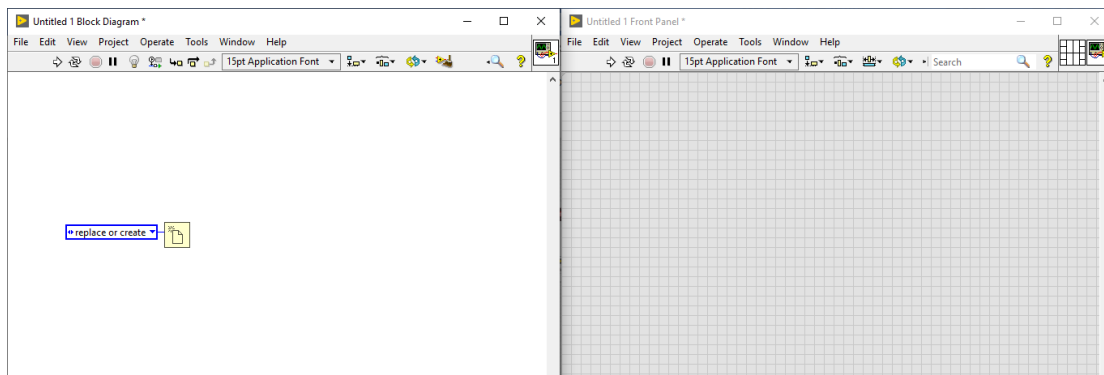 Untitled 1 Block Diagram *
File Edit View Project Operate Tools Window Help
15pt Application Font
1
replace or create
Untitled 1 Front Panel *
File Edit View Project Operate Tools Window Help
15pt Application Font
Search